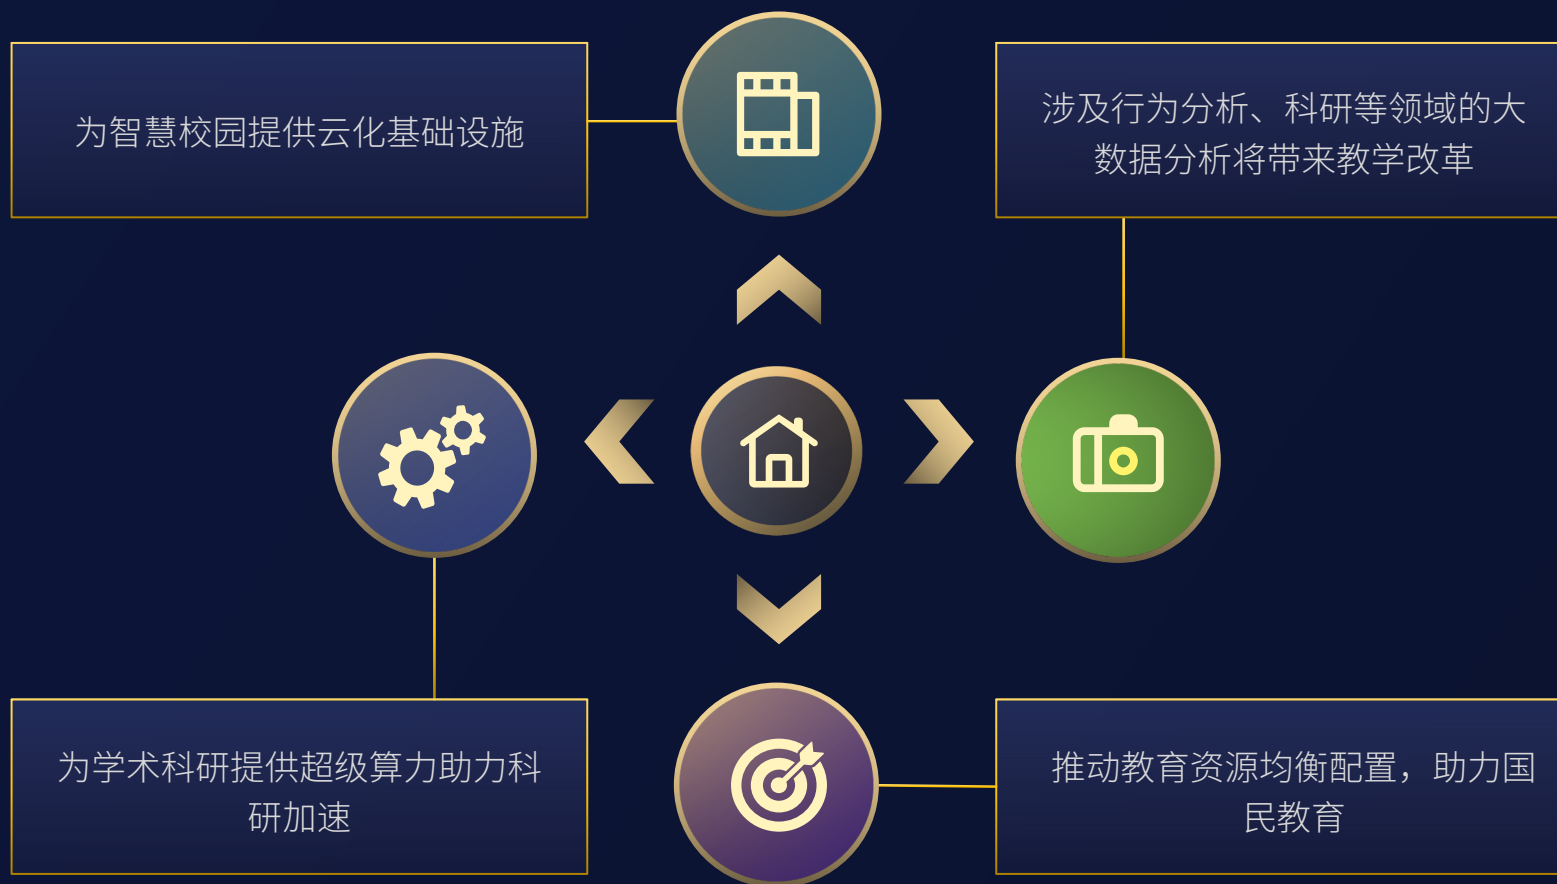 为智慧校园提供云化基础设施
涉及行为分析、科研等领域的大
数据分析将带来教学改革
为学术科研提供超级算力助力科
研加速
推动教育资源均衡配置，助力国
民教育